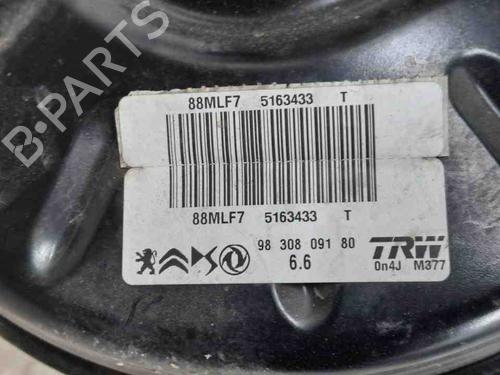 B-PARTS
88MLF7 5163433 T
88MLF7 5163433 T
98 308 091 80
6.6
TRW
0n4J M377